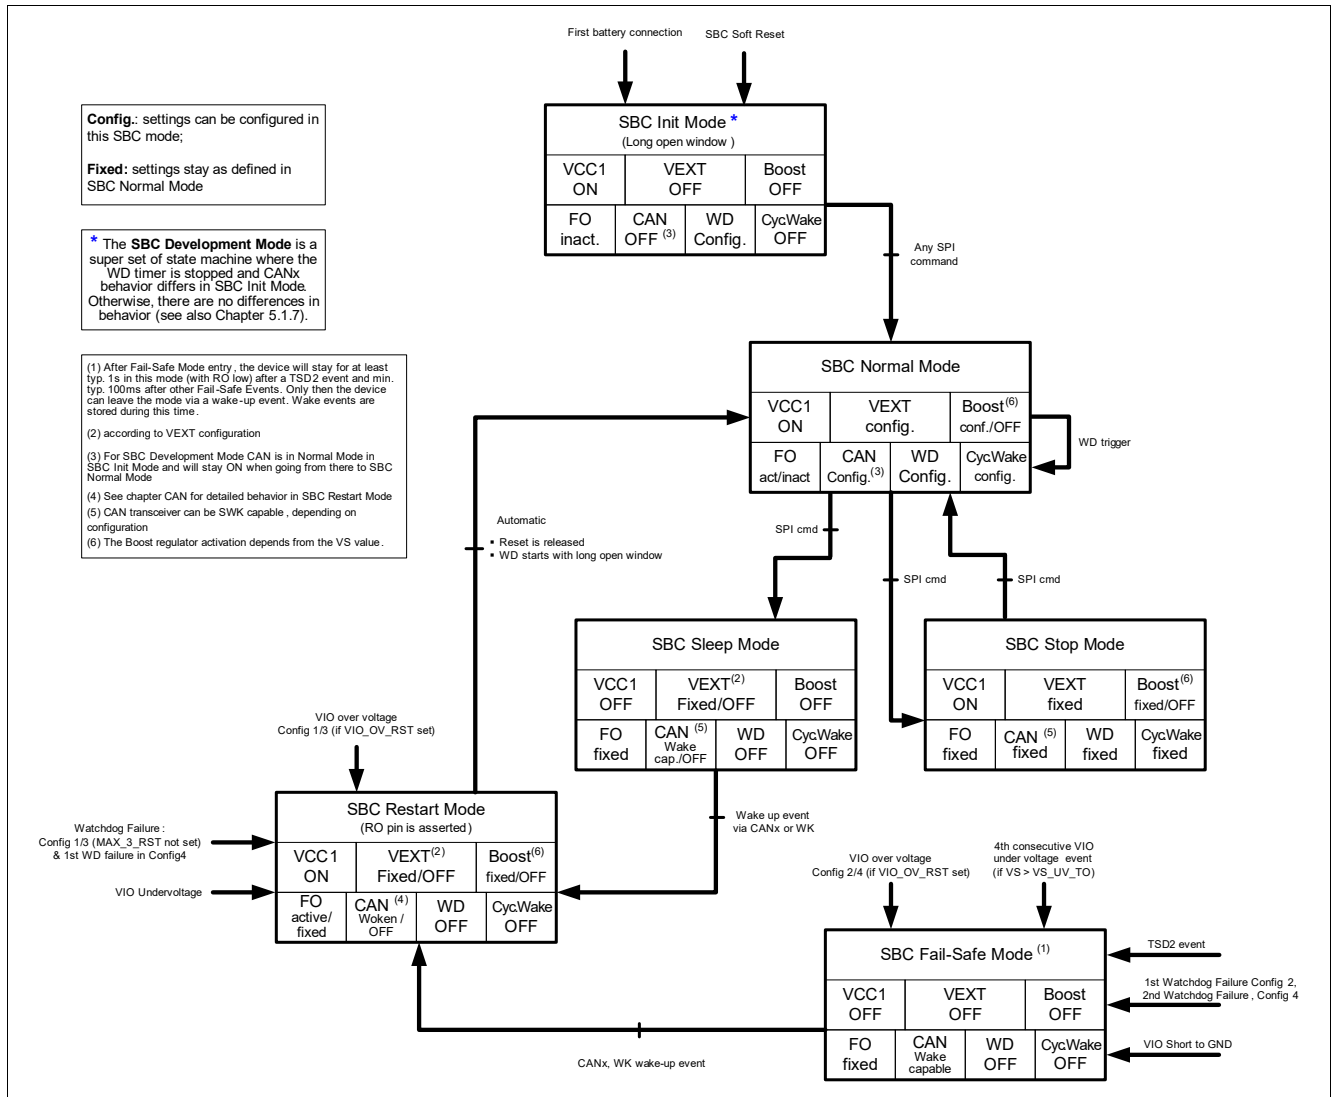 First battery connection
SBC Soft Reset
Config.: settings can be configured in
this SBC mode;
Fixed: settings stay as defined in
SBC Normal Mode
* The SBC Development Mode is a
super set of state machine where the
WD timer is stopped and CANx
behavior differs in SBC Init Mode.
Otherwise, there are no differences in
behavior (see also Chapter 5.1.7).
(1) After Fail-Safe Mode entry, the device will stay for at least
typ. 1s in this mode (with RO low) after a TSD2 event and min.
typ. 100ms after other Fail-Safe Events. Only then the device
can leave the mode via a wake-up event. Wake events are
stored during this time.
(2) according to VEXT configuration
(3) For SBC Development Mode CAN is in Normal Mode in
SBC Init Mode and will stay ON when going from there to SBC
Normal Mode
(4) See chapter CAN for detailed behavior in SBC Restart Mode
(5) CAN transceiver can be SWK capable, depending on
configuration
(6) The Boost regulator activation depends from the VS value.
SBC Init Mode *
(Long open window )
VCC1
ON
VEXT
OFF
Boost
OFF
FO
inact.
CAN
OFF (3)
WD
Config.
Cyc.Wake
OFF
Any SPI
command
SBC Normal Mode
VCC1
ON
VEXT
config.
Boost(6)
conf./OFF
FO
act/inact
CAN
Config.(3)
WD
Config.
Cyc.Wake
config.
WD trigger
Automatic
▪ Reset is released
▪ WD starts with long open window
SPI cmd
SPI cmd
SPI cmd
SBC Sleep Mode
VCC1
OFF
VEXT(2)
Fixed/OFF
Boost
OFF
FO
fixed
CAN (5)
Wake
cap./OFF
WD
OFF
Cyc.Wake
OFF
SBC Stop Mode
VCC1
ON
VEXT
fixed
Boost(6)
fixed/OFF
FO
fixed
CAN (5)
fixed
WD
fixed
Cyc.Wake
fixed
VIO over voltage
Config 1/3 (if VIO_OV_RST set)
Watchdog Failure :
Config 1/3 (MAX_3_RST not set)
& 1st WD failure in Config4
VIO Undervoltage
SBC Restart Mode
(RO pin is asserted )
VCC1
ON
VEXT(2)
Fixed/OFF
Boost(6)
fixed/OFF
FO
active/
fixed
CAN (4)
Woken /
OFF
WD
OFF
Cyc.Wake
OFF
Wake up event
via CANx or WK
VIO over voltage
Config 2/4 (if VIO_OV_RST set)
4th consecutive VIO
under voltage event
(if VS > VS_UV_TO)
SBC Fail-Safe Mode (1)
VCC1
OFF
VEXT
OFF
Boost
OFF
FO
fixed
CAN
Wake
capable
WD
OFF
Cyc.Wake
OFF
TSD2 event
1st Watchdog Failure Config 2,
2nd Watchdog Failure , Config 4
VIO Short to GND
CANx, WK wake-up event